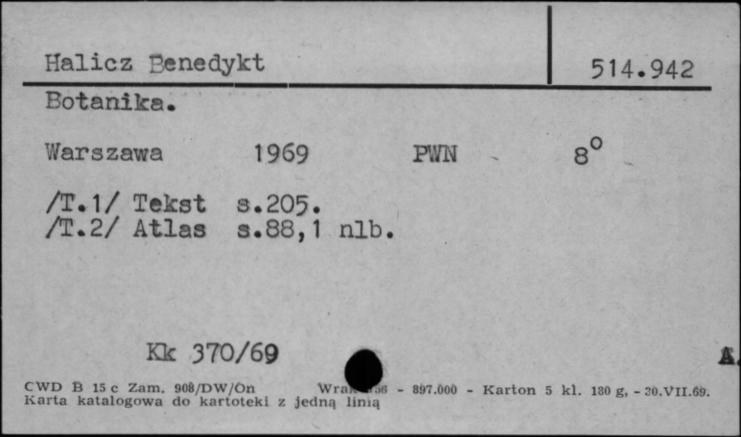 Halicz Benedykt 514.942
Botanika.
Warszawa 1969 PWN 8°
/T.1/ Tekst s.205.
/T.2/ Atlas s.88,1 nlb.
Kk 370/69
A.
CWD B 15 c Zam. 908/DW/On - 897.000 - Karton 5 kl. 180 g, - 20.VII.69.
Karta katalogowa do kartoteki z jedną linią